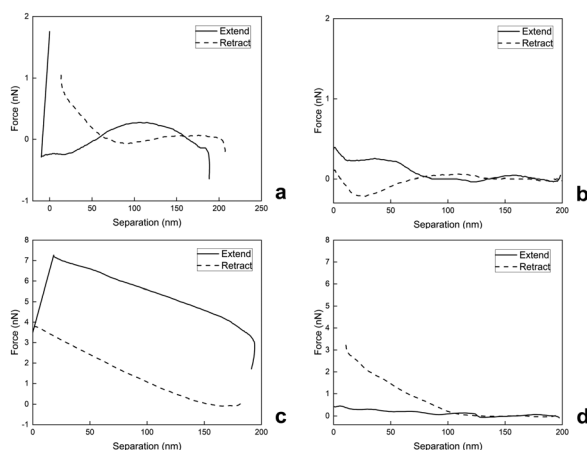 Extend
Retract
2
1
0
-1
Force (nN)
0 50 100 150 200 250
Separation (nm)
a
Extend
Retract
2
1
0
Force (nN)
0 50 100 150 200
Separation (nm)
b
Extend
Retract
8
7
6
5
4
3
2
1
0
-1
Force (nN)
0 50 100 150 200
Separation (nm)
c
Extend
Retract
8
7
6
5
4
3
2
1
0
Force (nN)
0 50 100 150 200
Separation (nm)
d